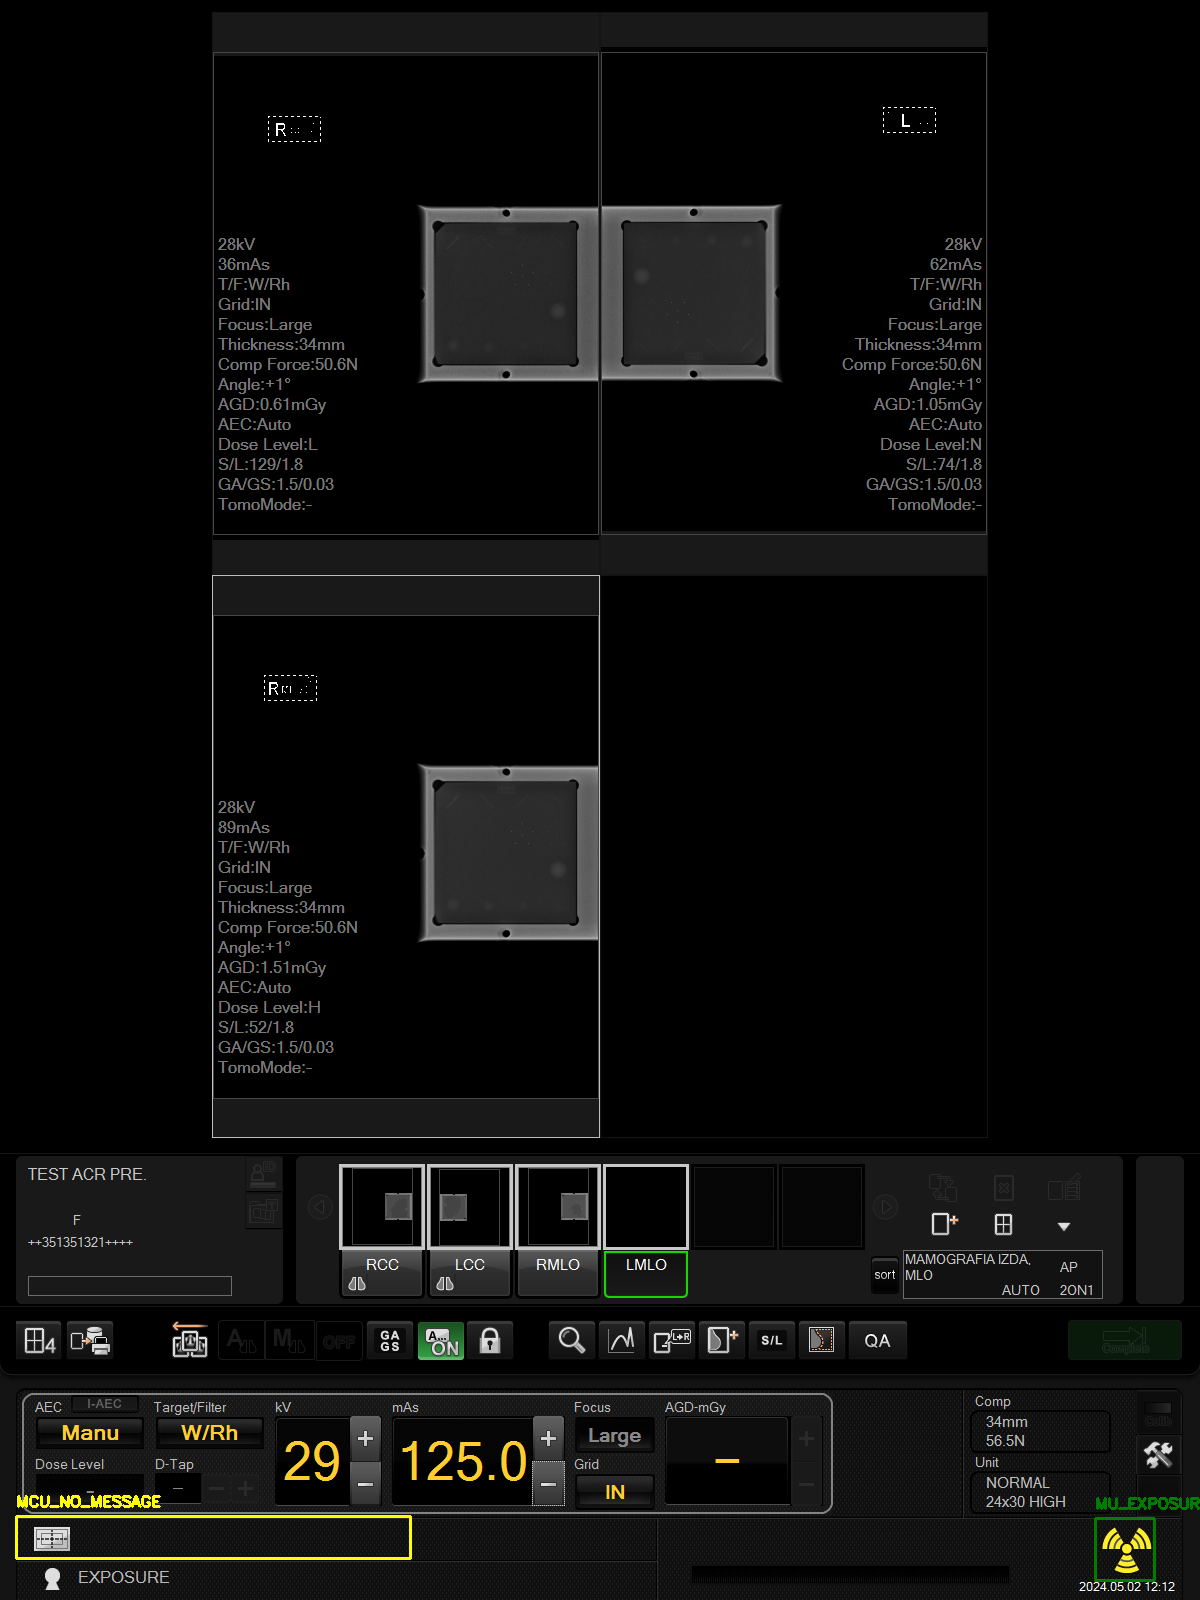 R
L
28kV
36mAs
T/F:W/Rh
Grid:IN
Focus:Large
Thickness:34mm
Comp Force:50.6N
Angle:+1°
AGD:0.61mGy
AEC:Auto
Dose Level:L
S/L:129/1.8
GA/GS:1.5/0.03
TomoMode:-
28kV
62mAs
T/F:W/Rh
Grid:IN
Focus:Large
Thickness:34mm
Comp Force:50.6N
Angle:+1°
AGD:1.05mGy
AEC:Auto
Dose Level:N
S/L:74/1.8
GA/GS:1.5/0.03
TomoMode:-
R
28kV
89mAs
T/F:W/Rh
Grid:IN
Focus:Large
Thickness:34mm
Comp Force:50.6N
Angle:+1°
AGD:1.51mGy
AEC:Auto
Dose Level:H
S/L:52/1.8
GA/GS:1.5/0.03
TomoMode:-
TEST ACR PRE.
F
++351351321++++
RCC
LCC
RMLO
LMLO
sort
MAMOGRAFIA IZDA, AP
MLO
AUTO 2ON1
4
A
M
OFF
GA
GS
A...
ON
L↔R
S/L
QA
Complete
AEC
I-AEC
Manu
Target/Filter
W/Rh
kV
29
+
−
mAs
125.0
+
−
Focus
Large
AGD-mGy
–
Dose Level
-
D-Tap
–
Grid
IN
Comp
34mm
56.5N
Unit
NORMAL
24x30 HIGH
MCU_NO_MESSAGE
MU_EXPOSUR
EXPOSURE
2024.05.02 12:12